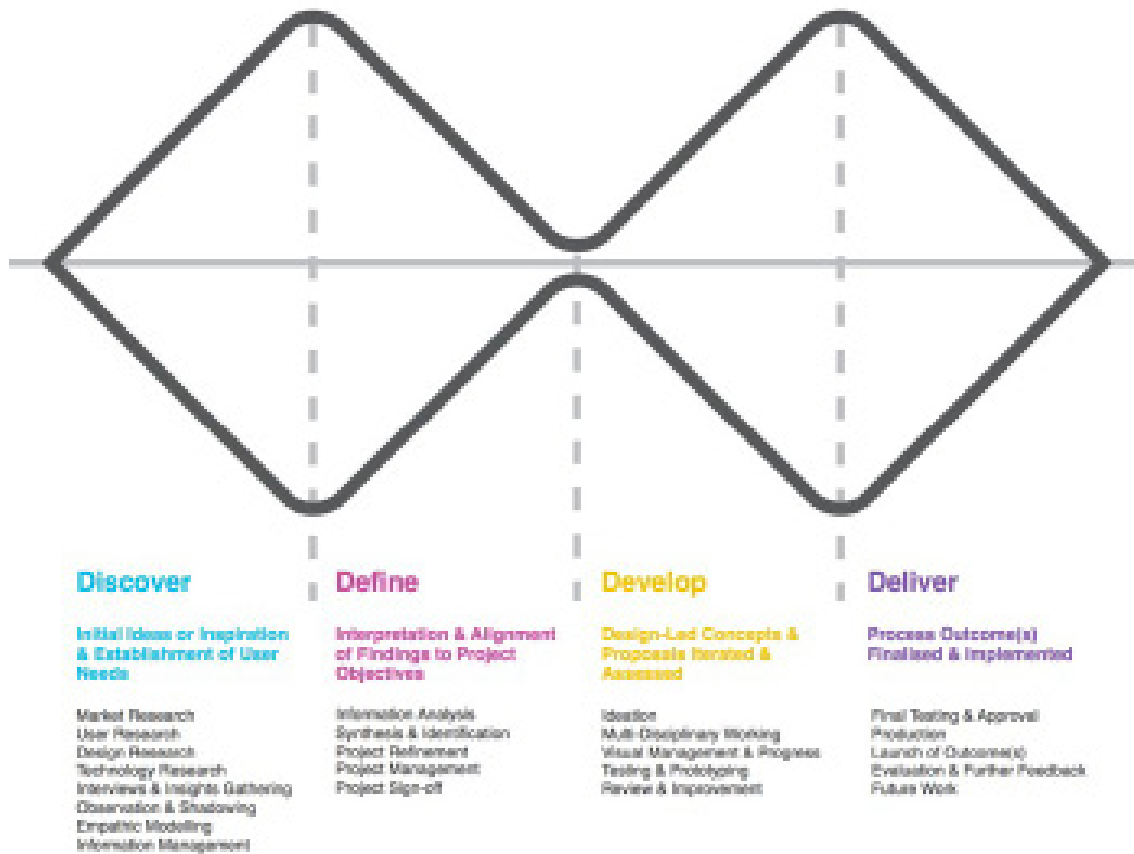 Discover
Initial Ideas or Inspiration
& Establishment of User
Needs
Market Research
User Research
Design Research
Technology Research
Interviews & Insights Gathering
Observation & Shadowing
Empathic Modelling
Information Management
Define
Interpretation & Alignment
of Findings to Project
Objectives
Information Analysis
Synthesis & Identification
Project Refinement
Project Management
Project Sign-off
Develop
Design-Led Concepts &
Proposals Iterated &
Assessed
Ideation
Multi-Disciplinary Working
Visual Management & Progress
Testing & Prototyping
Review & Improvement
Deliver
Process Outcome(s)
Finalised & Implemented
Final Testing & Approval
Production
Launch of Outcome(s)
Evaluation & Further Feedback
Future Work